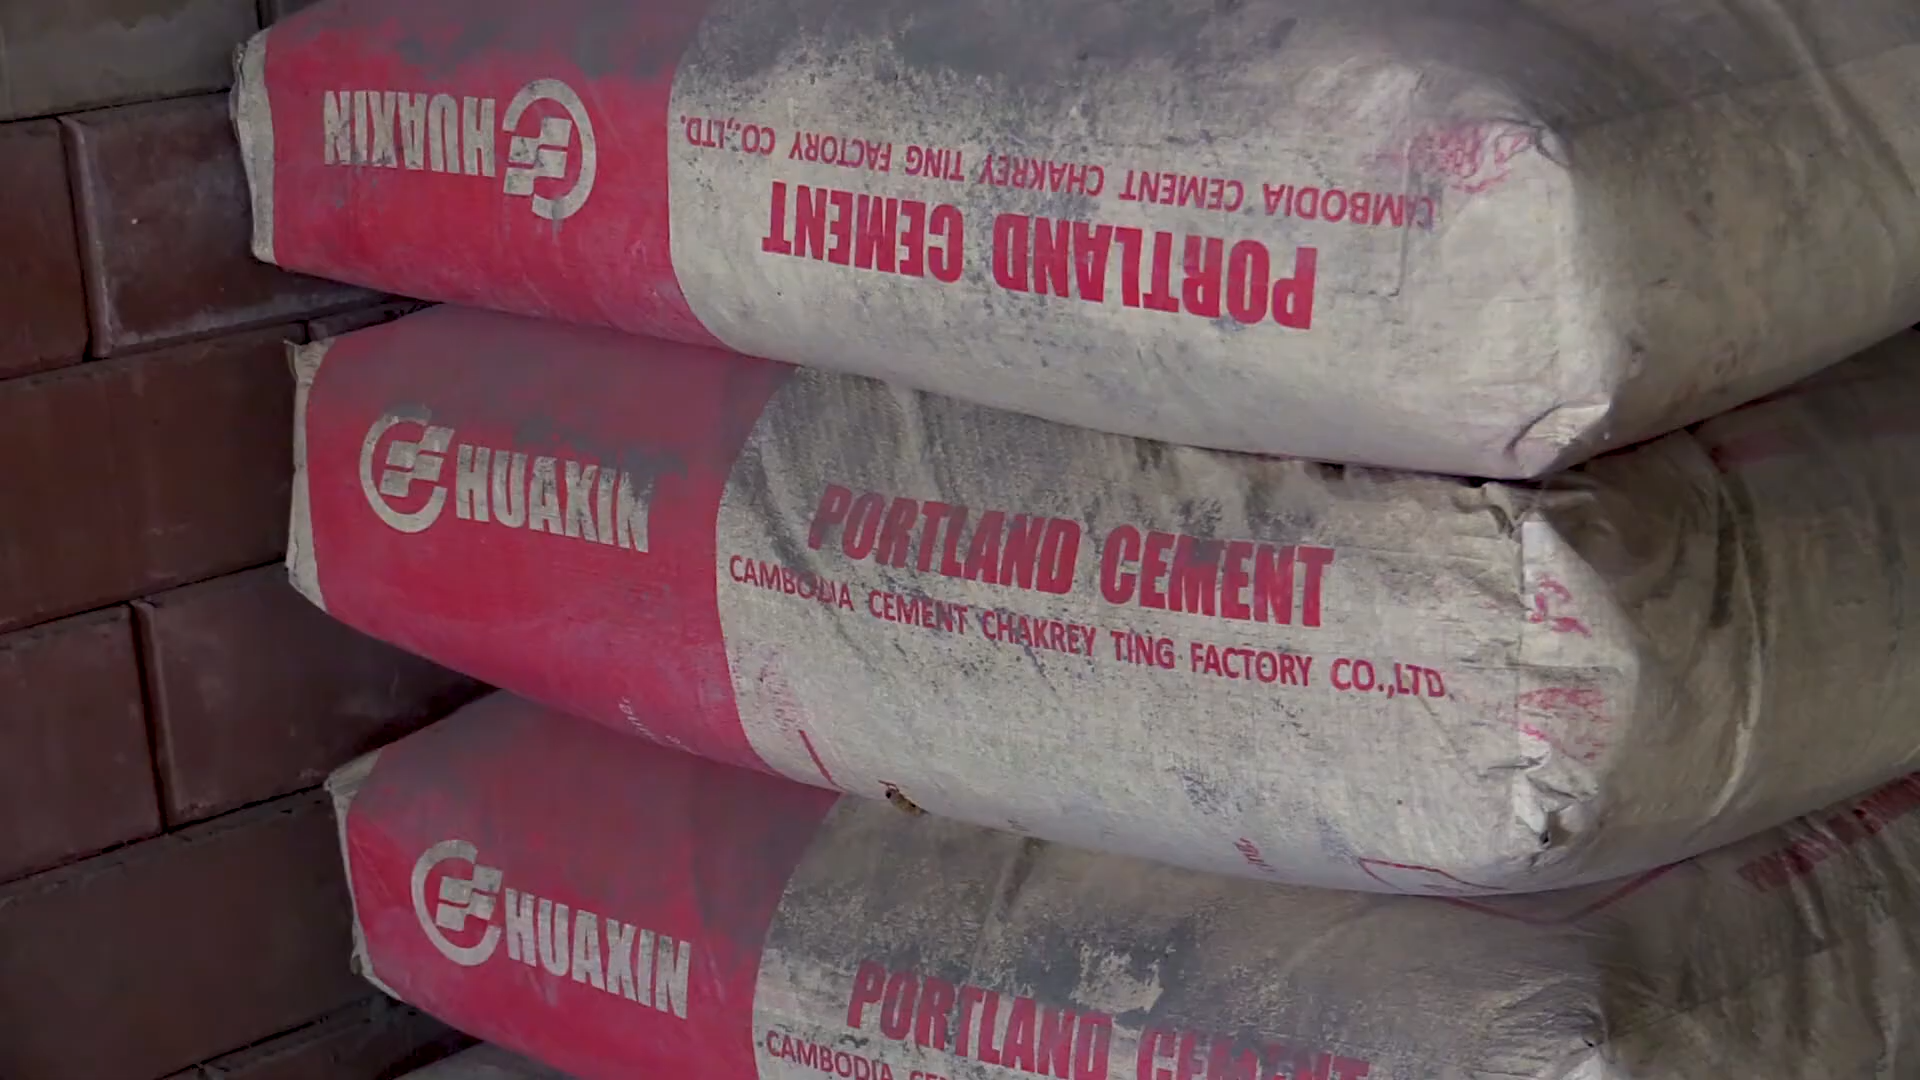 HUAXIN
CAMBODIA CEMENT CHAKREY TING FACTORY CO.,LTD.
PORTLAND CEMENT
HUAXIN
PORTLAND CEMENT
CAMBODIA CEMENT CHAKREY TING FACTORY CO.,LTD.
HUAXIN
PORTLAND CEMENT
CAMBODIA